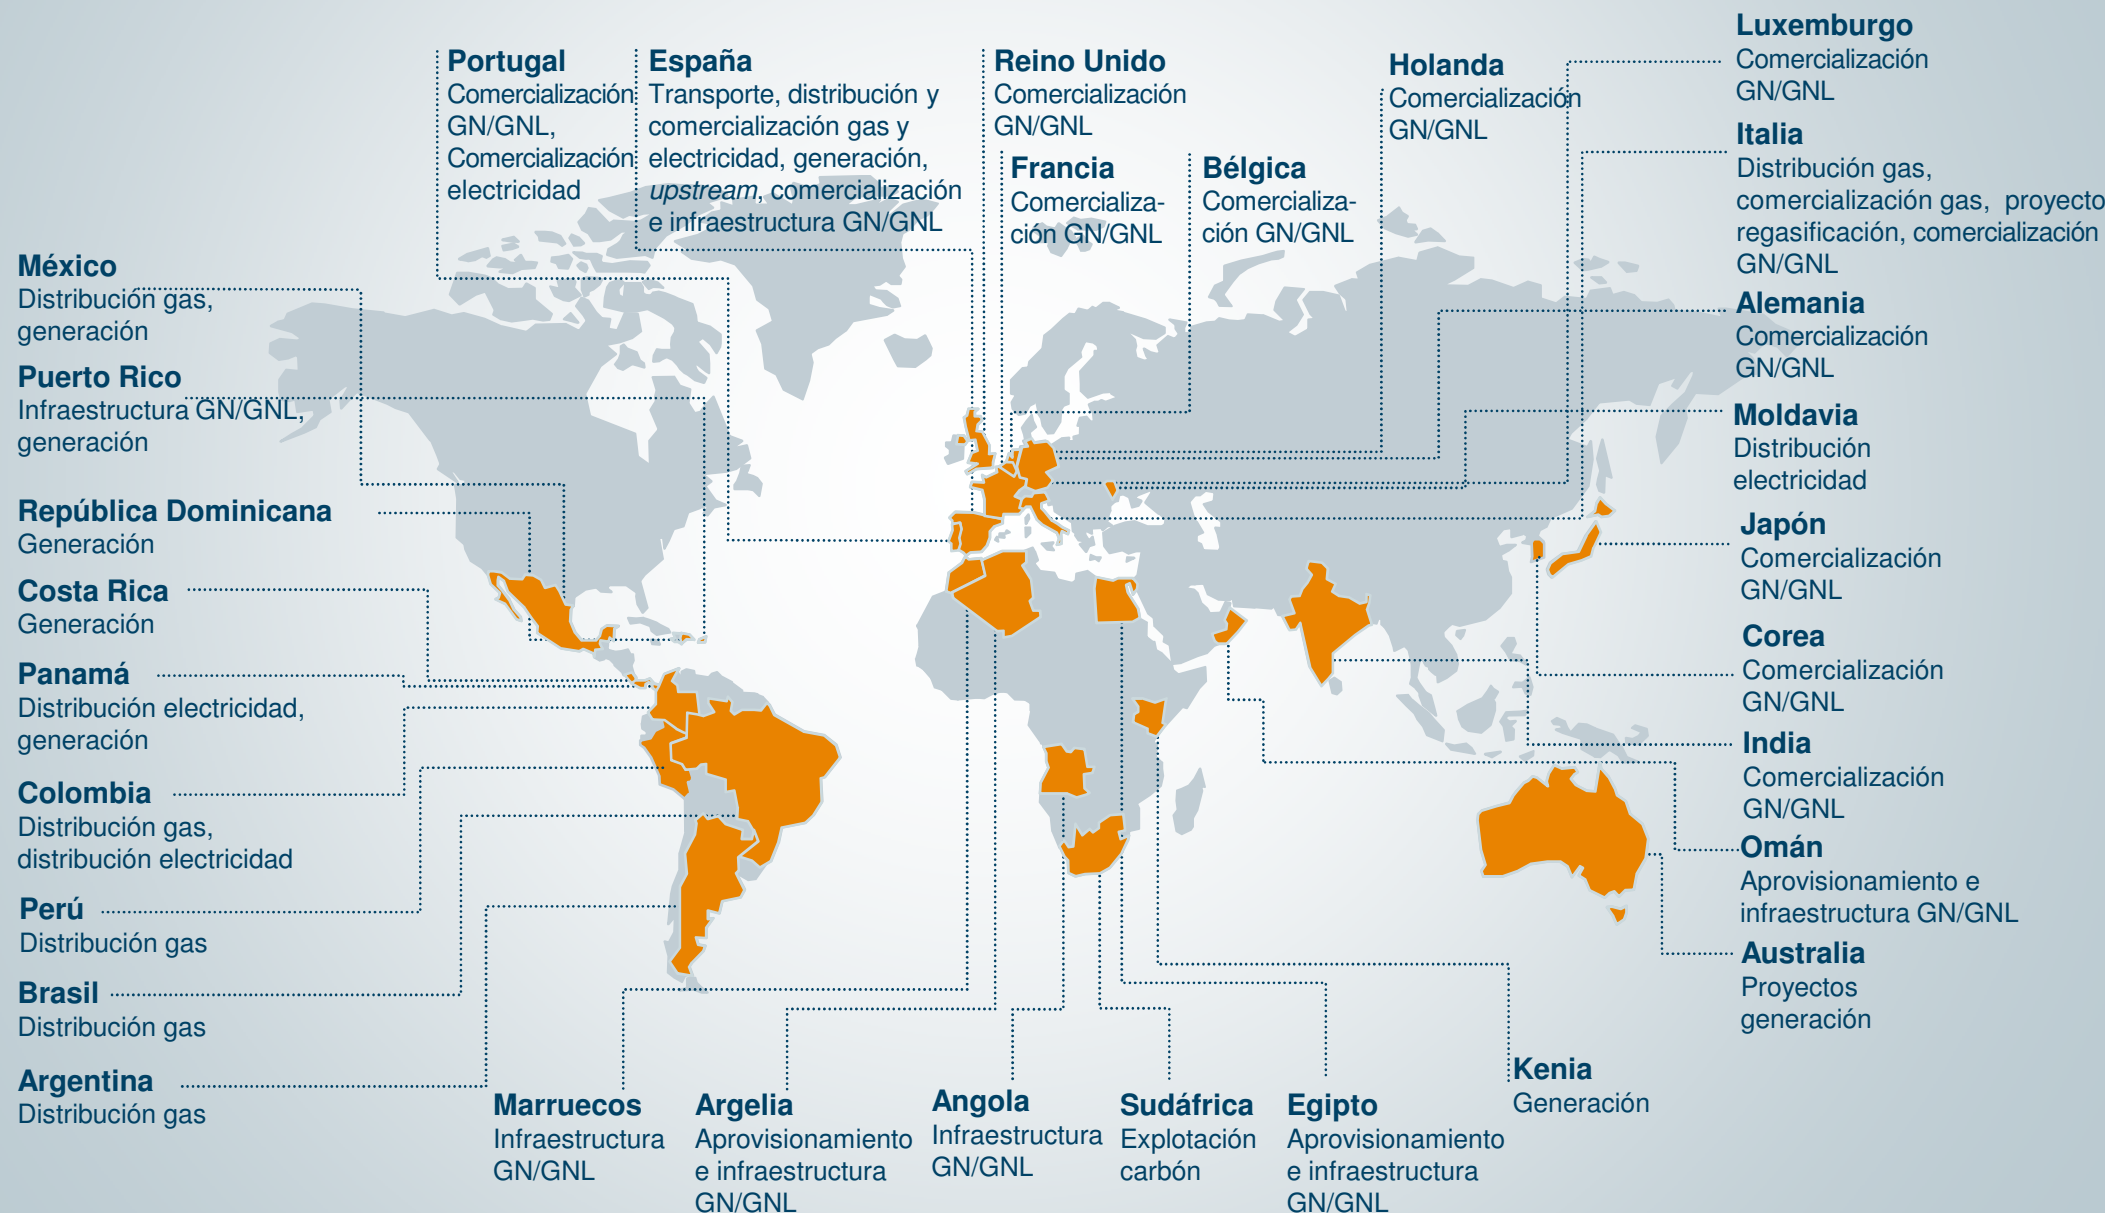 Portugal
Comercialización
GN/GNL,
Comercialización
electricidad
España
Transporte, distribución y
comercialización gas y
electricidad, generación,
upstream, comercialización
e infraestructura GN/GNL
Reino Unido
Comercialización
GN/GNL
Francia
Comercializa-
ción GN/GNL
Bélgica
Comercializa-
ción GN/GNL
Holanda
Comercialización
GN/GNL
Luxemburgo
Comercialización
GN/GNL
Italia
Distribución gas,
comercialización gas, proyecto
regasificación, comercialización
GN/GNL
Alemania
Comercialización
GN/GNL
Moldavia
Distribución
electricidad
Japón
Comercialización
GN/GNL
Corea
Comercialización
GN/GNL
India
Comercialización
GN/GNL
Omán
Aprovisionamiento e
infraestructura GN/GNL
Australia
Proyectos
generación
México
Distribución gas,
generación
Puerto Rico
Infraestructura GN/GNL,
generación
República Dominicana
Generación
Costa Rica
Generación
Panamá
Distribución electricidad,
generación
Colombia
Distribución gas,
distribución electricidad
Perú
Distribución gas
Brasil
Distribución gas
Argentina
Distribución gas
Marruecos
Infraestructura
GN/GNL
Argelia
Aprovisionamiento
e infraestructura
GN/GNL
Angola
Infraestructura
GN/GNL
Sudáfrica
Explotación
carbón
Egipto
Aprovisionamiento
e infraestructura
GN/GNL
Kenia
Generación